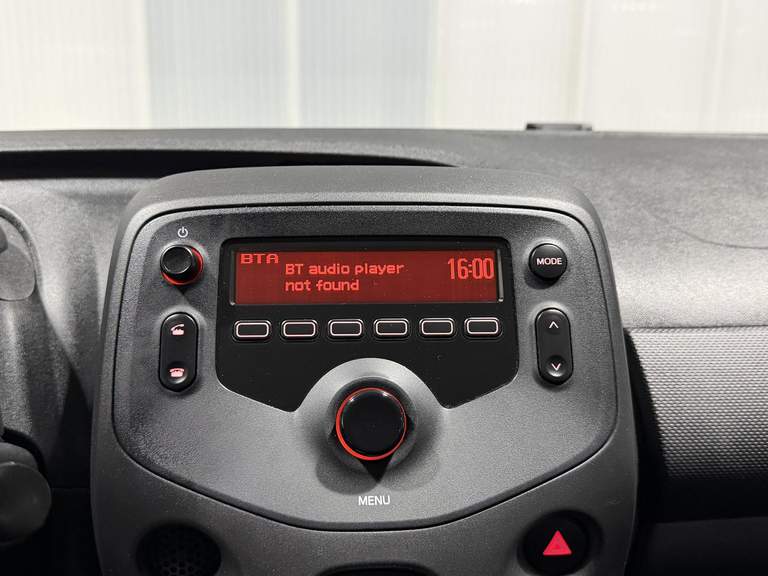 BTA
BT audio player
not found
16:00
MODE
MENU